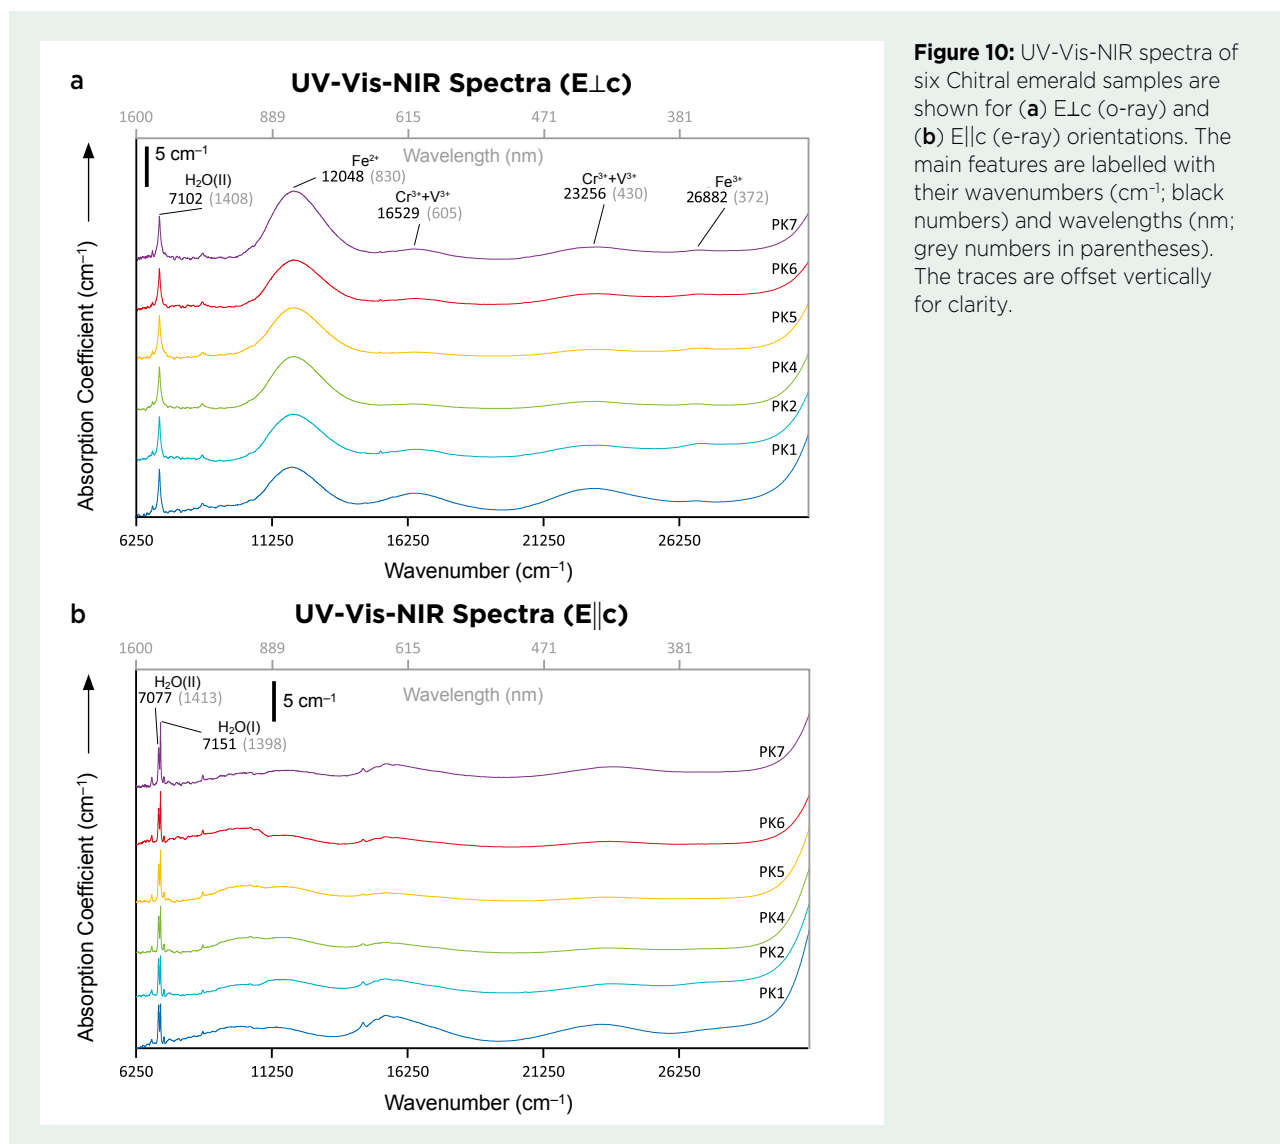 a
UV-Vis-NIR Spectra (E⊥c)
1600 889 615 471 381
Wavelength (nm)
5 cm⁻¹
H₂O(II)
7102 (1408)
Fe²⁺
12048 (830)
Cr³⁺+V³⁺
16529 (605)
Cr³⁺+V³⁺
23256 (430)
Fe³⁺
26882 (372)
PK7
PK6
PK5
PK4
PK2
PK1
Absorption Coefficient (cm⁻¹)
6250 11250 16250 21250 26250
Wavenumber (cm⁻¹)
b
UV-Vis-NIR Spectra (E||c)
1600 889 615 471 381
Wavelength (nm)
H₂O(II)
7077 (1413)
5 cm⁻¹
H₂O(I)
7151 (1398)
PK7
PK6
PK5
PK4
PK2
PK1
Absorption Coefficient (cm⁻¹)
6250 11250 16250 21250 26250
Wavenumber (cm⁻¹)
Figure 10: UV-Vis-NIR spectra of
six Chitral emerald samples are
shown for (a) E⊥c (o-ray) and
(b) E||c (e-ray) orientations. The
main features are labelled with
their wavenumbers (cm⁻¹; black
numbers) and wavelengths (nm;
grey numbers in parentheses).
The traces are offset vertically
for clarity.